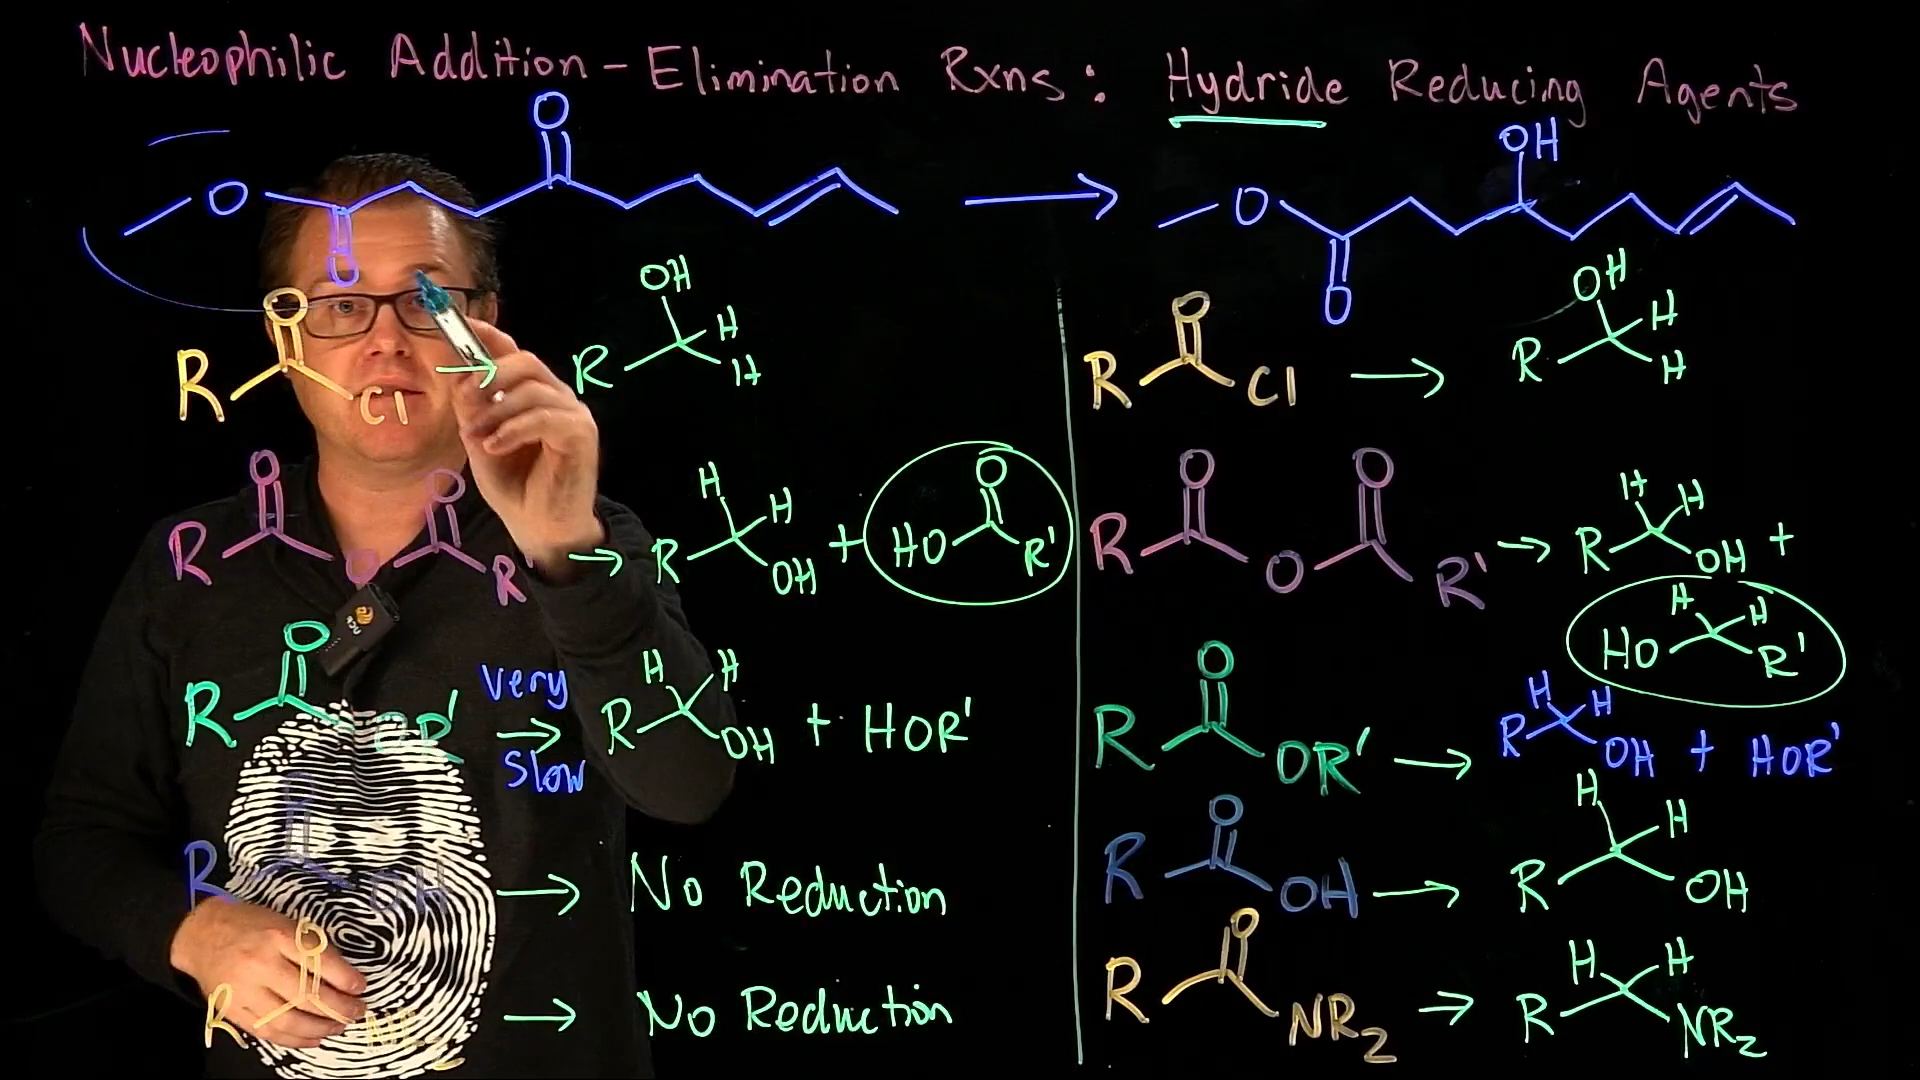 Nucleophilic Addition - Elimination Rxns: Hydride Reducing Agents
O OH
O O
O O
O OH O OH
R Cl → R H H R Cl → R H H
O O H H O OH + HO O R' O O H H
R O R' → R R O R' → R OH +
HO H H R'
O Very H H O H H
R OR' → R OH + HOR' R OR' → R OH + HOR'
Slow
R OH → No Reduction R O OH → R H H OH
R O → No Reduction R O NR2 → R H H NR2